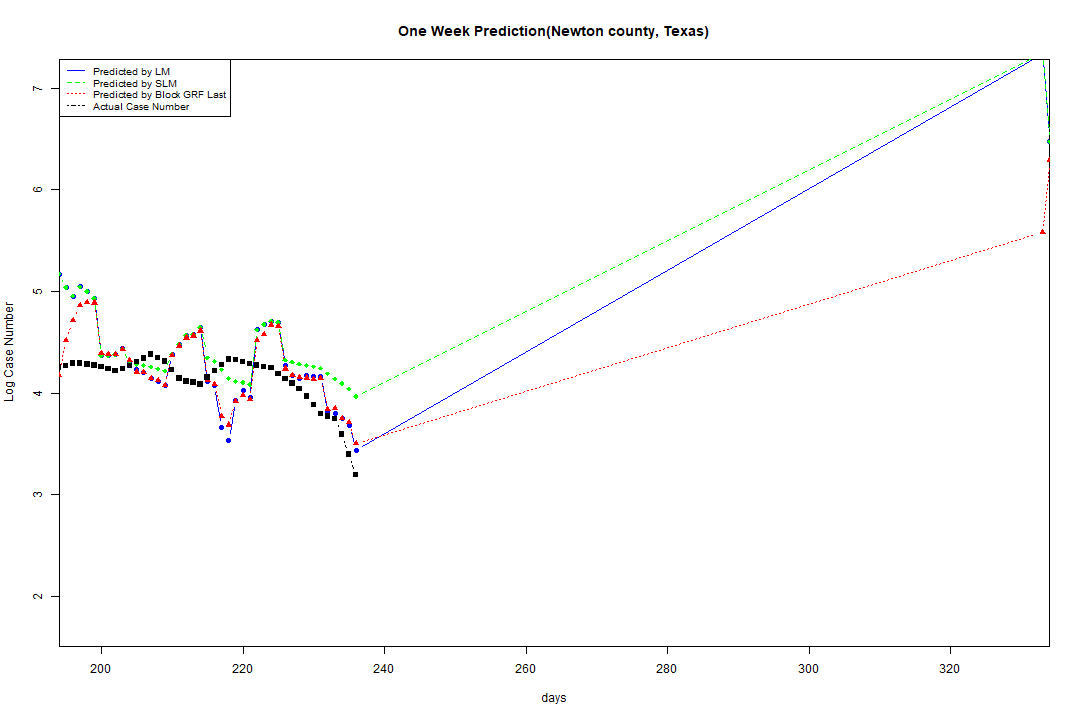 One Week Prediction(Newton county, Texas)
Predicted by LM
Predicted by SLM
Predicted by Block GRF Last
Actual Case Number
7
6
5
4
3
2
Log Case Number
200 220 240 260 280 300 320
days